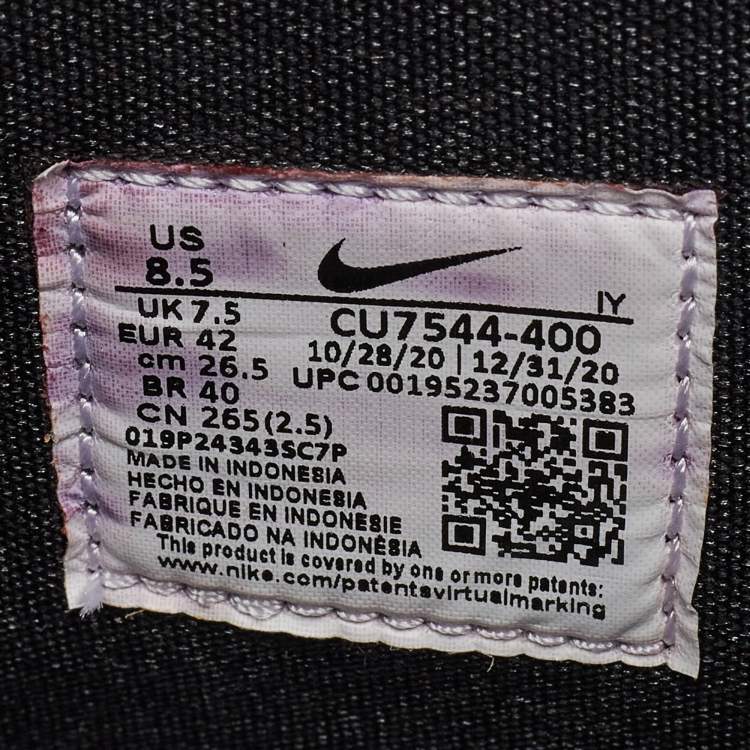 US
8.5
IY
UK 7.5
EUR 42
cm 26.5
BR 40
CN 265(2.5)
CU7544-400
10/28/20 | 12/31/20
UPC 00195237005383
019P24343SC7P
MADE IN INDONESIA
HECHO EN INDONESIA
FABRIQUE EN INDONESIE
FABRICADO NA INDONÉSIA
This product is covered by one or more patents:
www.nike.com/patentsvirtualmarking